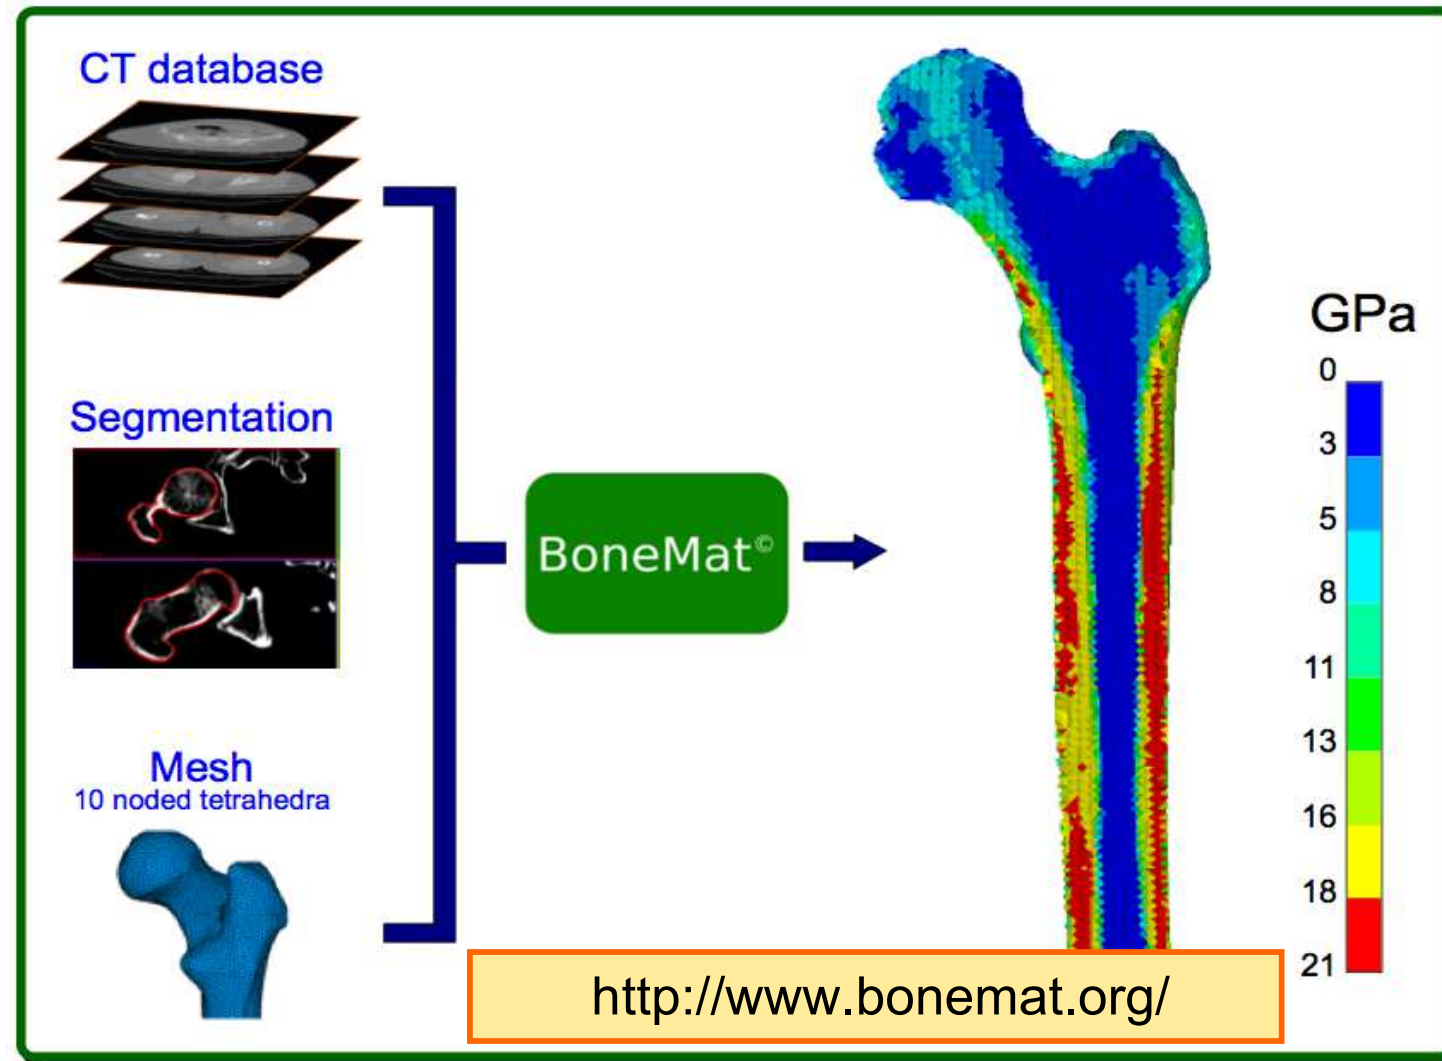 CT database
Segmentation
Mesh
10 noded tetrahedra
BoneMat©
http://www.bonemat.org/
GPa
0
3
5
8
11
13
16
18
21